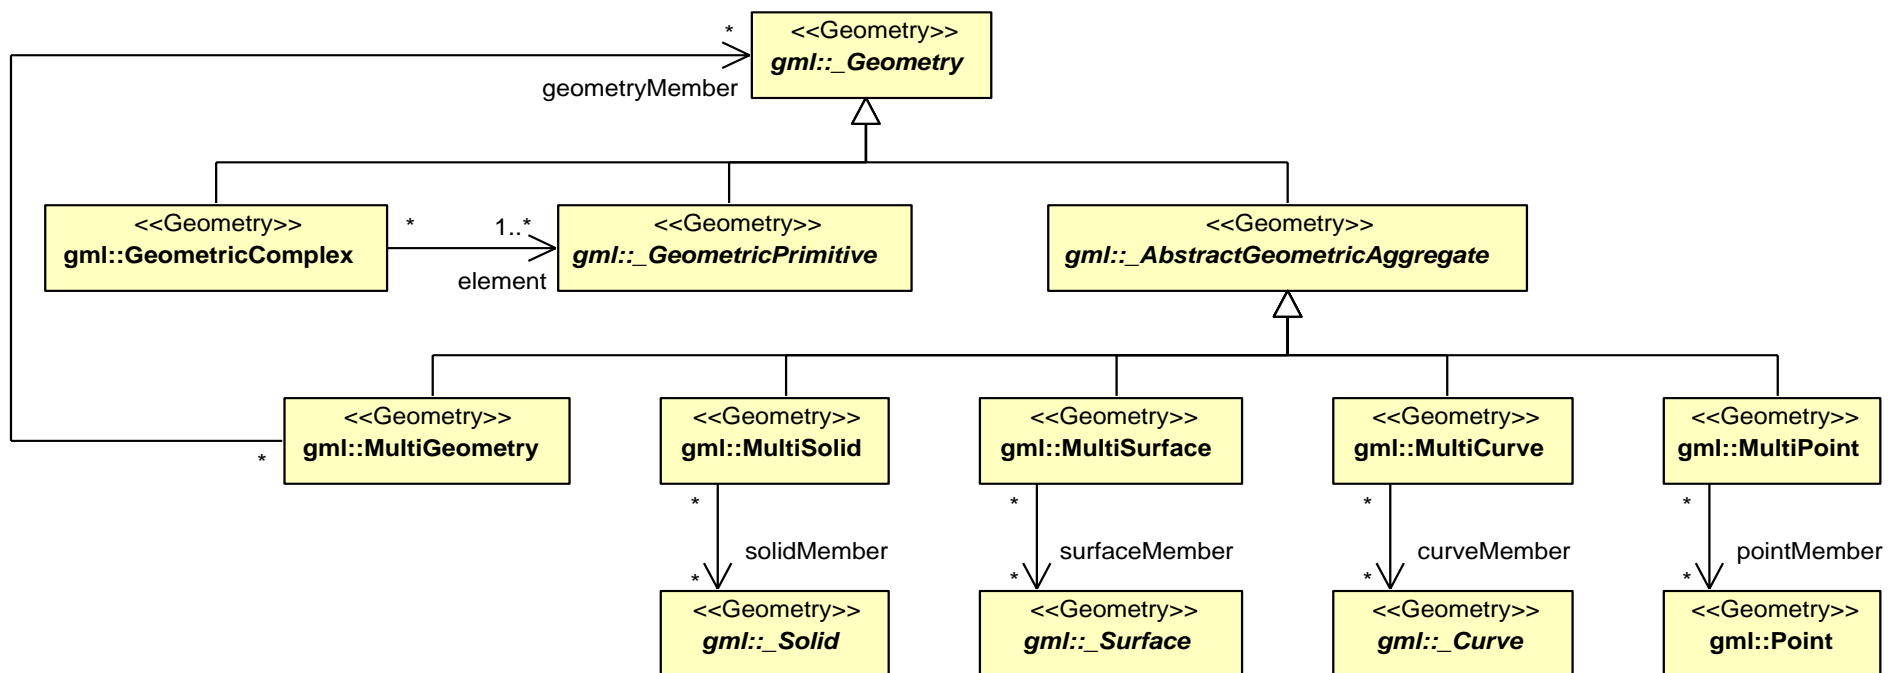 *
<<Geometry>>
gml::_Geometry
geometryMember
<<Geometry>>
gml::GeometricComplex
*
1..*
element
<<Geometry>>
gml::_GeometricPrimitive
<<Geometry>>
gml::_AbstractGeometricAggregate
*
<<Geometry>>
gml::MultiGeometry
<<Geometry>>
gml::MultiSolid
<<Geometry>>
gml::MultiSurface
<<Geometry>>
gml::MultiCurve
<<Geometry>>
gml::MultiPoint
*
solidMember
*
*
surfaceMember
*
*
curveMember
*
*
pointMember
*
<<Geometry>>
gml::_Solid
<<Geometry>>
gml::_Surface
<<Geometry>>
gml::_Curve
<<Geometry>>
gml::Point